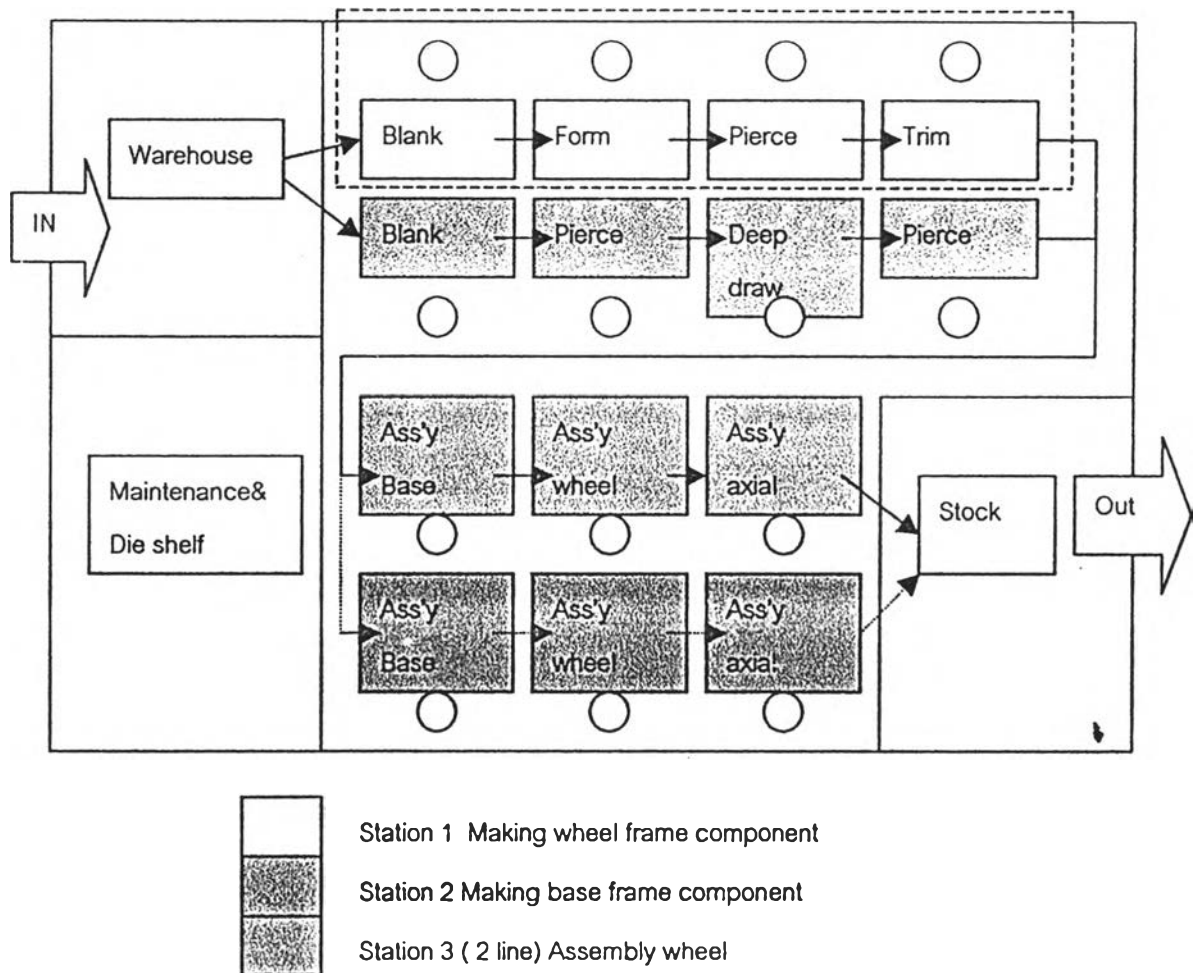 Blank
Form
Pierce
Trim
Warehouse
IN
Blank
Pierce
Deep
draw
Pierce
Ass'y
Base
Ass'y
wheel
Ass'y
axial
Maintenance&
Die shelf
Stock
Out
Ass'y
Base
Ass'y
wheel
Ass'y
axial
Station 1 Making wheel frame component
Station 2 Making base frame component
Station 3 ( 2 line) Assembly wheel